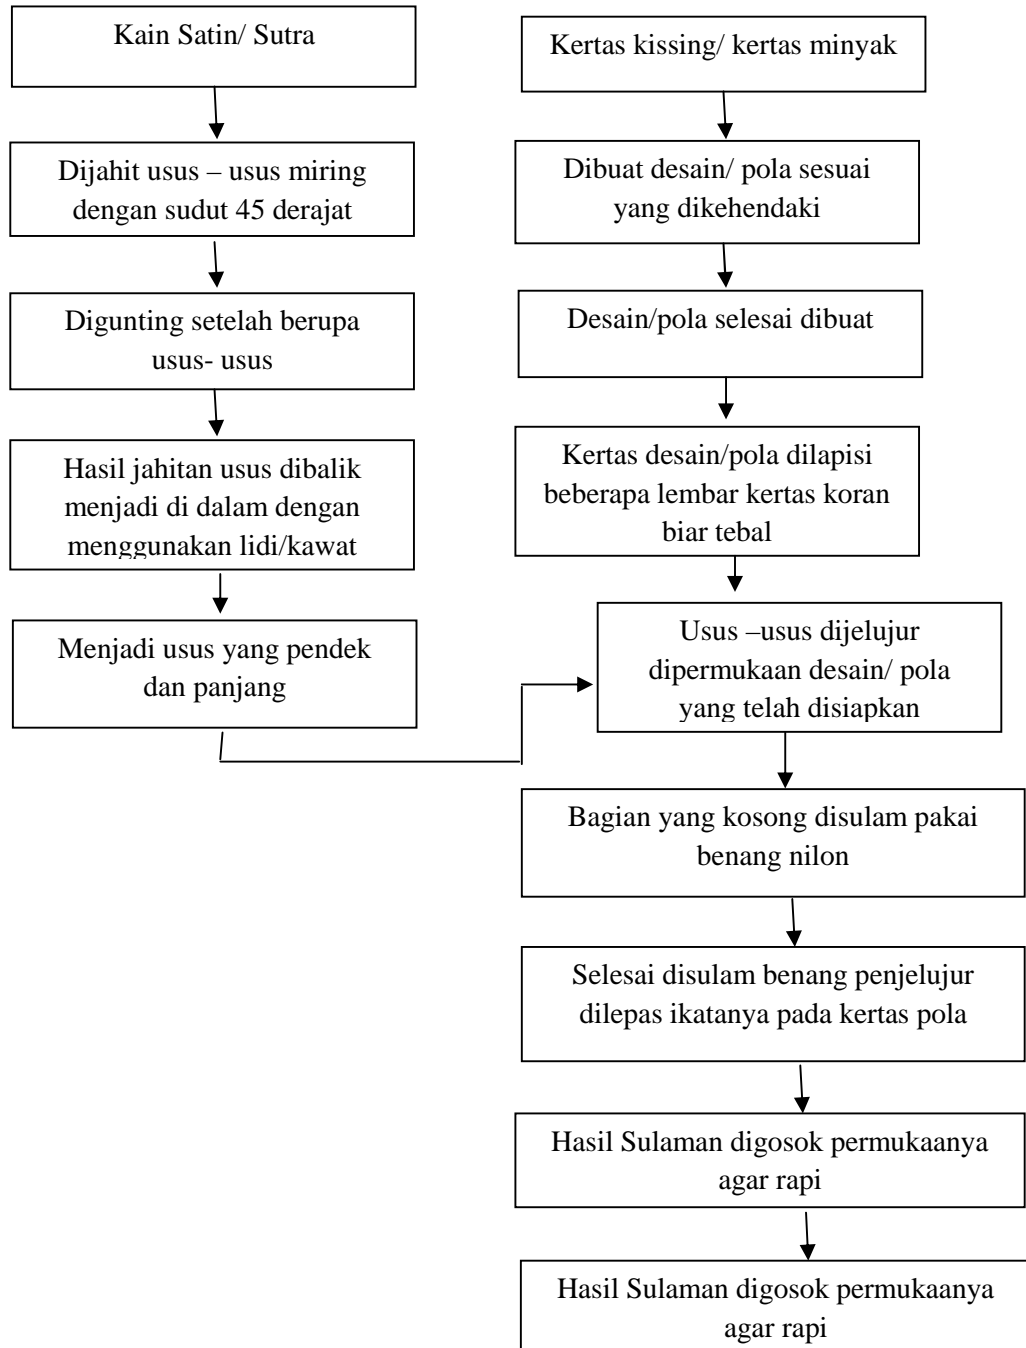 Kain Satin/ Sutra
Dijahit usus – usus miring
dengan sudut 45 derajat
Digunting setelah berupa
usus- usus
Hasil jahitan usus dibalik
menjadi di dalam dengan
menggunakan lidi/kawat
Menjadi usus yang pendek
dan panjang
Kertas kissing/ kertas minyak
Dibuat desain/ pola sesuai
yang dikehendaki
Desain/pola selesai dibuat
Kertas desain/pola dilapisi
beberapa lembar kertas koran
biar tebal
Usus –usus dijelujur
dipermukaan desain/ pola
yang telah disiapkan
Bagian yang kosong disulam pakai
benang nilon
Selesai disulam benang penjelujur
dilepas ikatanya pada kertas pola
Hasil Sulaman digosok permukaanya
agar rapi
Hasil Sulaman digosok permukaanya
agar rapi